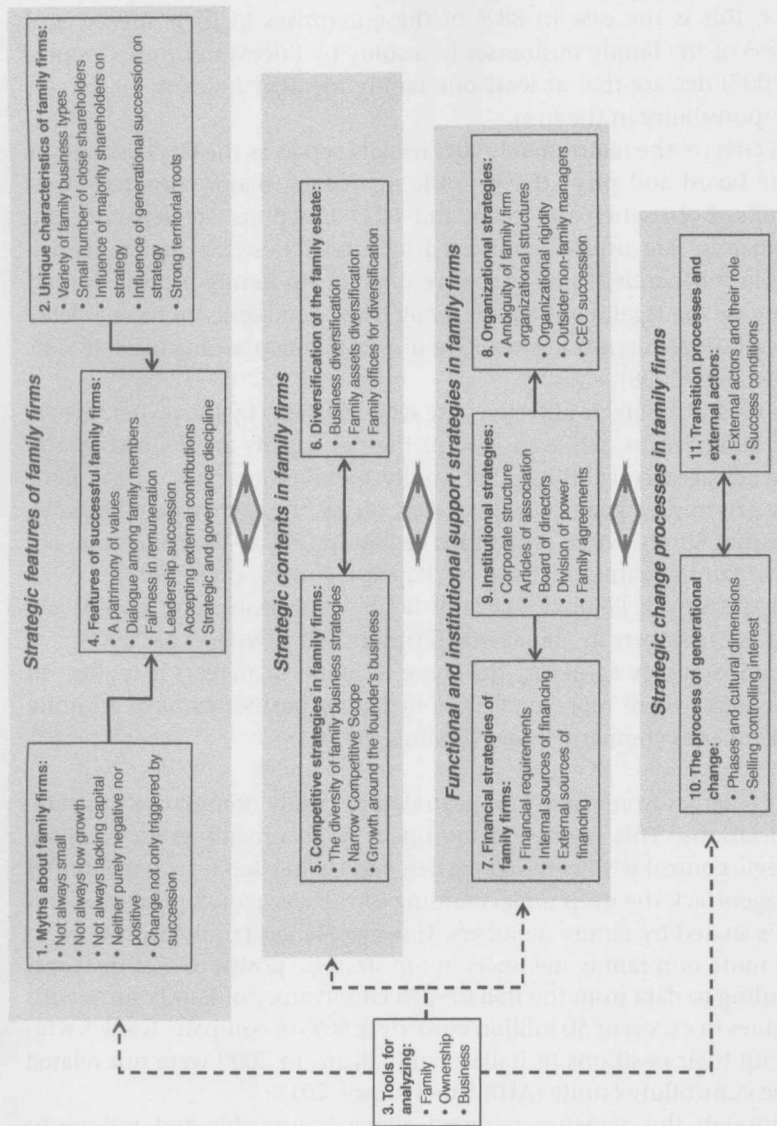 Strategic features of family firms
1. Myths about family firms:
• Not always small
• Not always low growth
• Not always lacking capital
• Neither purely negative nor
positive
• Change not only triggered by
succession
4. Features of successful family firms:
• A patrimony of values
• Dialogue among family members
• Fairness in remuneration
• Leadership succession
• Accepting external contributions
• Strategic and governance discipline
2. Unique characteristics of family firms:
• Variety of family business types
• Small number of close shareholders
• Influence of majority shareholders on
strategy
• Influence of generational succession on
strategy
• Strong territorial roots
Strategic contents in family firms
5. Competitive strategies in family firms:
• The diversity of family business strategies
• Narrow Competitive Scope
• Growth around the founder's business
6. Diversification of the family estate:
• Business diversification
• Family assets diversification
• Family offices for diversification
3. Tools for
analyzing:
• Family
• Ownership
• Business
Functional and institutional support strategies in family firms
7. Financial strategies of
family firms:
• Financial requirements
• Internal sources of financing
• External sources of
financing
9. Institutional strategies:
• Corporate structure
• Articles of association
• Board of directors
• Division of power
• Family agreements
8. Organizational strategies:
• Ambiguity of family firm
organizational structures
• Organizational rigidity
• Outsider non-family managers
• CEO succession
Strategic change processes in family firms
10. The process of generational
change:
• Phases and cultural dimensions
• Selling controlling interest
11. Transition processes and
external actors:
• External actors and their role
• Success conditions